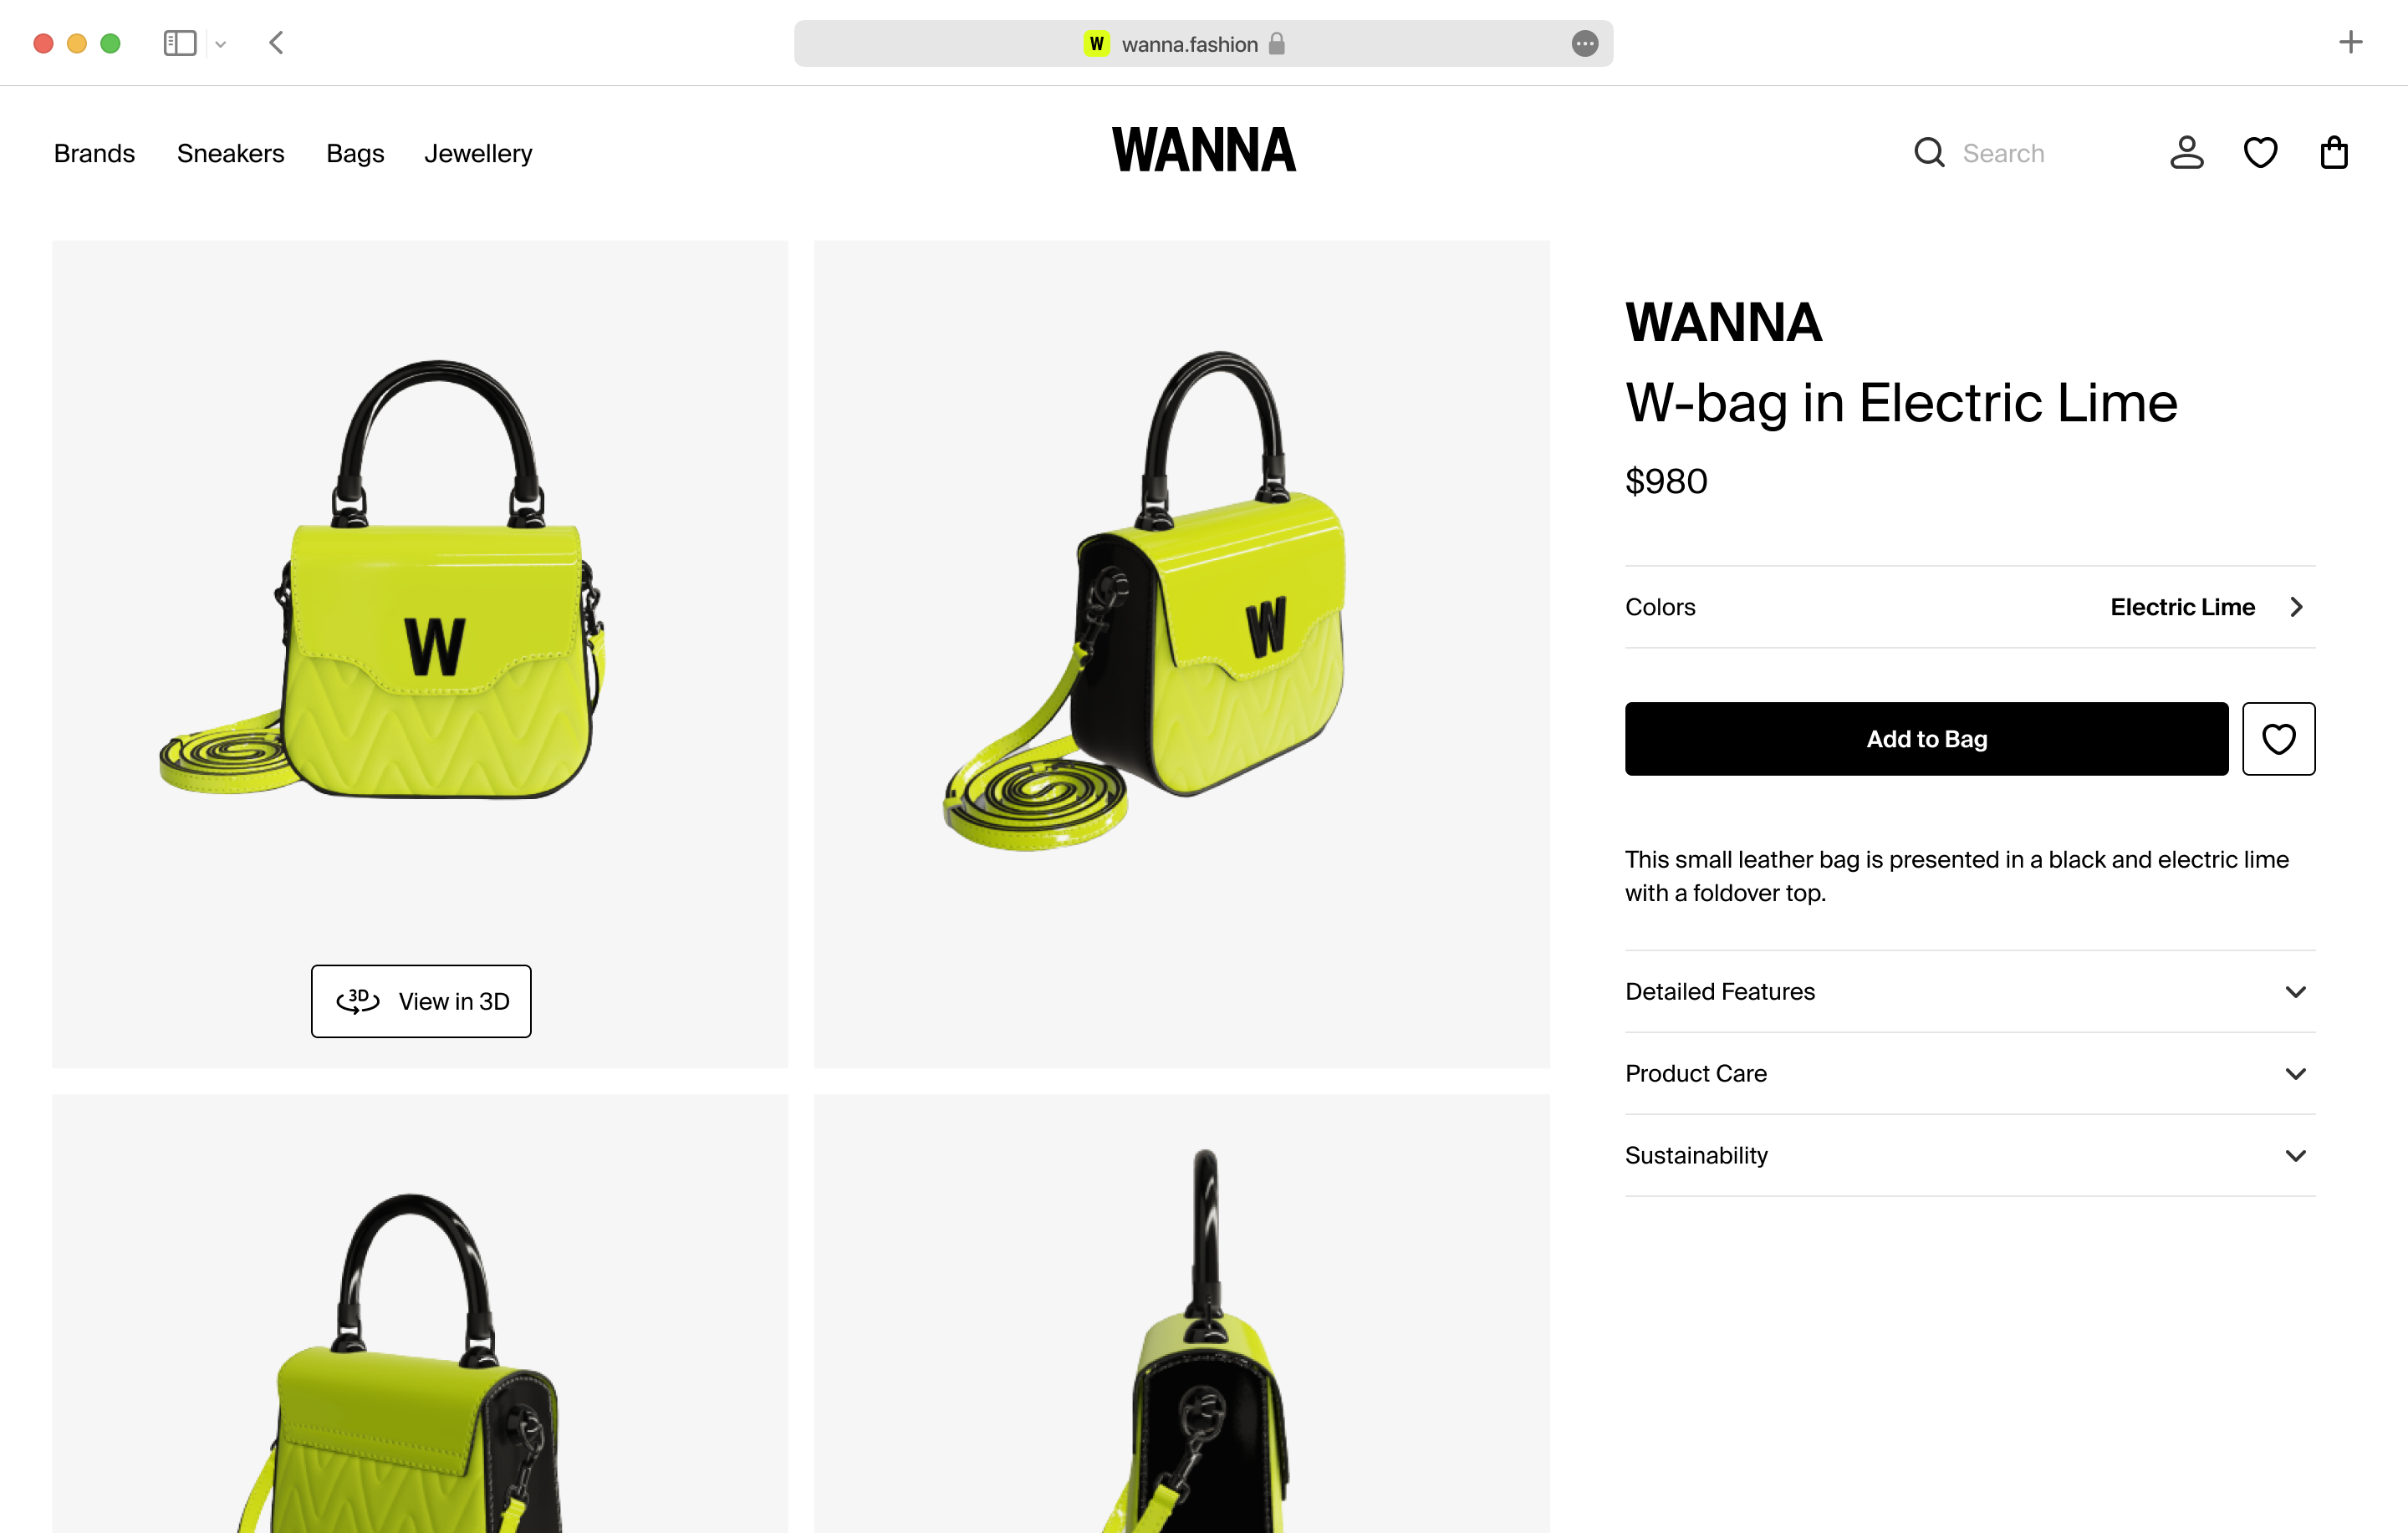 W wanna.fashion
Brands Sneakers Bags Jewellery WANNA Search
WANNA
W-bag in Electric Lime
$980
Colors Electric Lime
Add to Bag
This small leather bag is presented in a black and electric lime
with a foldover top.
Detailed Features
Product Care
Sustainability
W
W
3D View in 3D